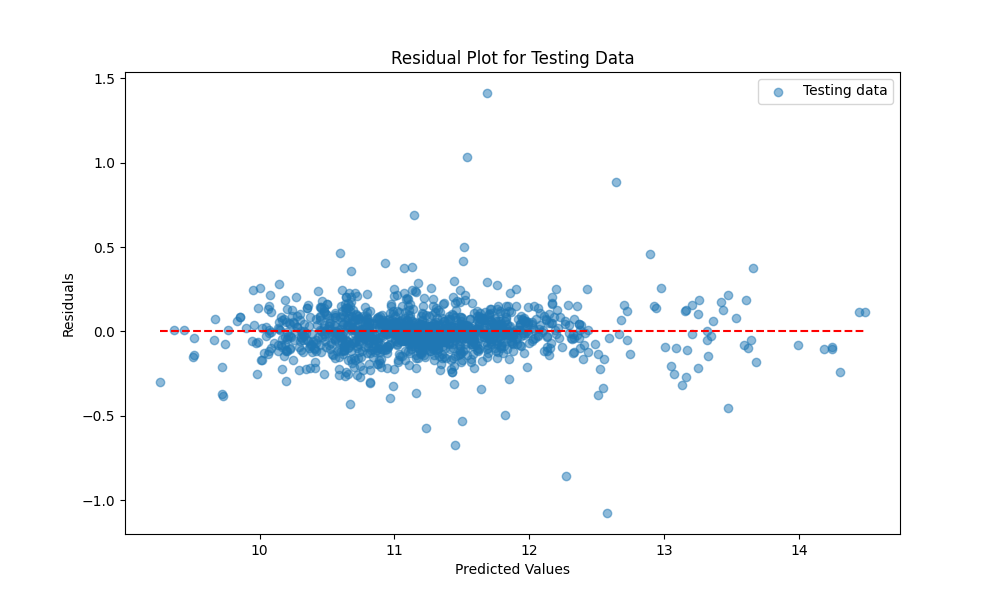 Residual Plot for Testing Data
Testing data
1.5
1.0
0.5
0.0
−0.5
−1.0
Residuals
10 11 12 13 14
Predicted Values